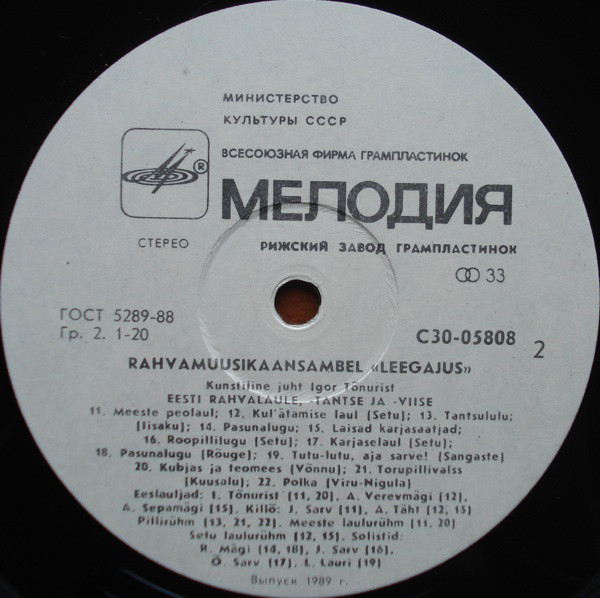 МИНИСТЕРСТВО
КУЛЬТУРЫ СССР
ВСЕСОЮЗНАЯ ФИРМА ГРАМПЛАСТИНОК
®
МЕЛОДИЯ
СТЕРЕО
РИЖСКИЙ ЗАВОД ГРАМПЛАСТИНОК
33
ГОСТ 5289-88
Гр. 2. 1-20
С30-05808
2
RAHVAMUUSIKAANSAMBEL «LEEGAJUS»
Kunstiline juht Igor Tõnurist
EESTI RAHVALAULE, -TANTSE JA -VIISE
11. Meeste peolaul; 12. Kul'ätamise laul (Setu); 13. Tantsululu;
(Iisaku); 14. Pasunalugu; 15. Laisad karjasaatjad;
16. Roopillilugu (Setu); 17. Karjaselaul (Setu);
18. Pasunalugu (Rõuge); 19. Tutu-lutu, aja sarve! (Sangaste)
20. Kubjas ja teomees (Võnnu); 21. Torupillivalss
(Kuusalu); 22. Polka (Viru-Nigula)
Eeslauljad: I. Tõnurist (11, 20), A. Verevmägi (12),
A. Sepamägi (15). Killõ: J. Sarv (11), A. Täht (12, 15)
Pillirühm (13, 21, 22). Meeste laulurühm (11, 20)
Setu laulurühm (12, 15). Solistid:
R. Mägi (14, 18), J. Sarv (16),
Õ. Sarv (17), L. Lauri (19)
Выпуск 1989 г.